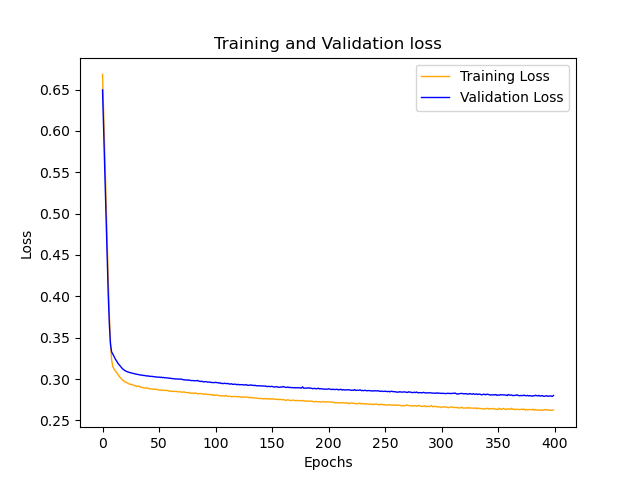 Training and Validation loss
Training Loss
Validation Loss
Loss
0.65
0.60
0.55
0.50
0.45
0.40
0.35
0.30
0.25
0 50 100 150 200 250 300 350 400
Epochs